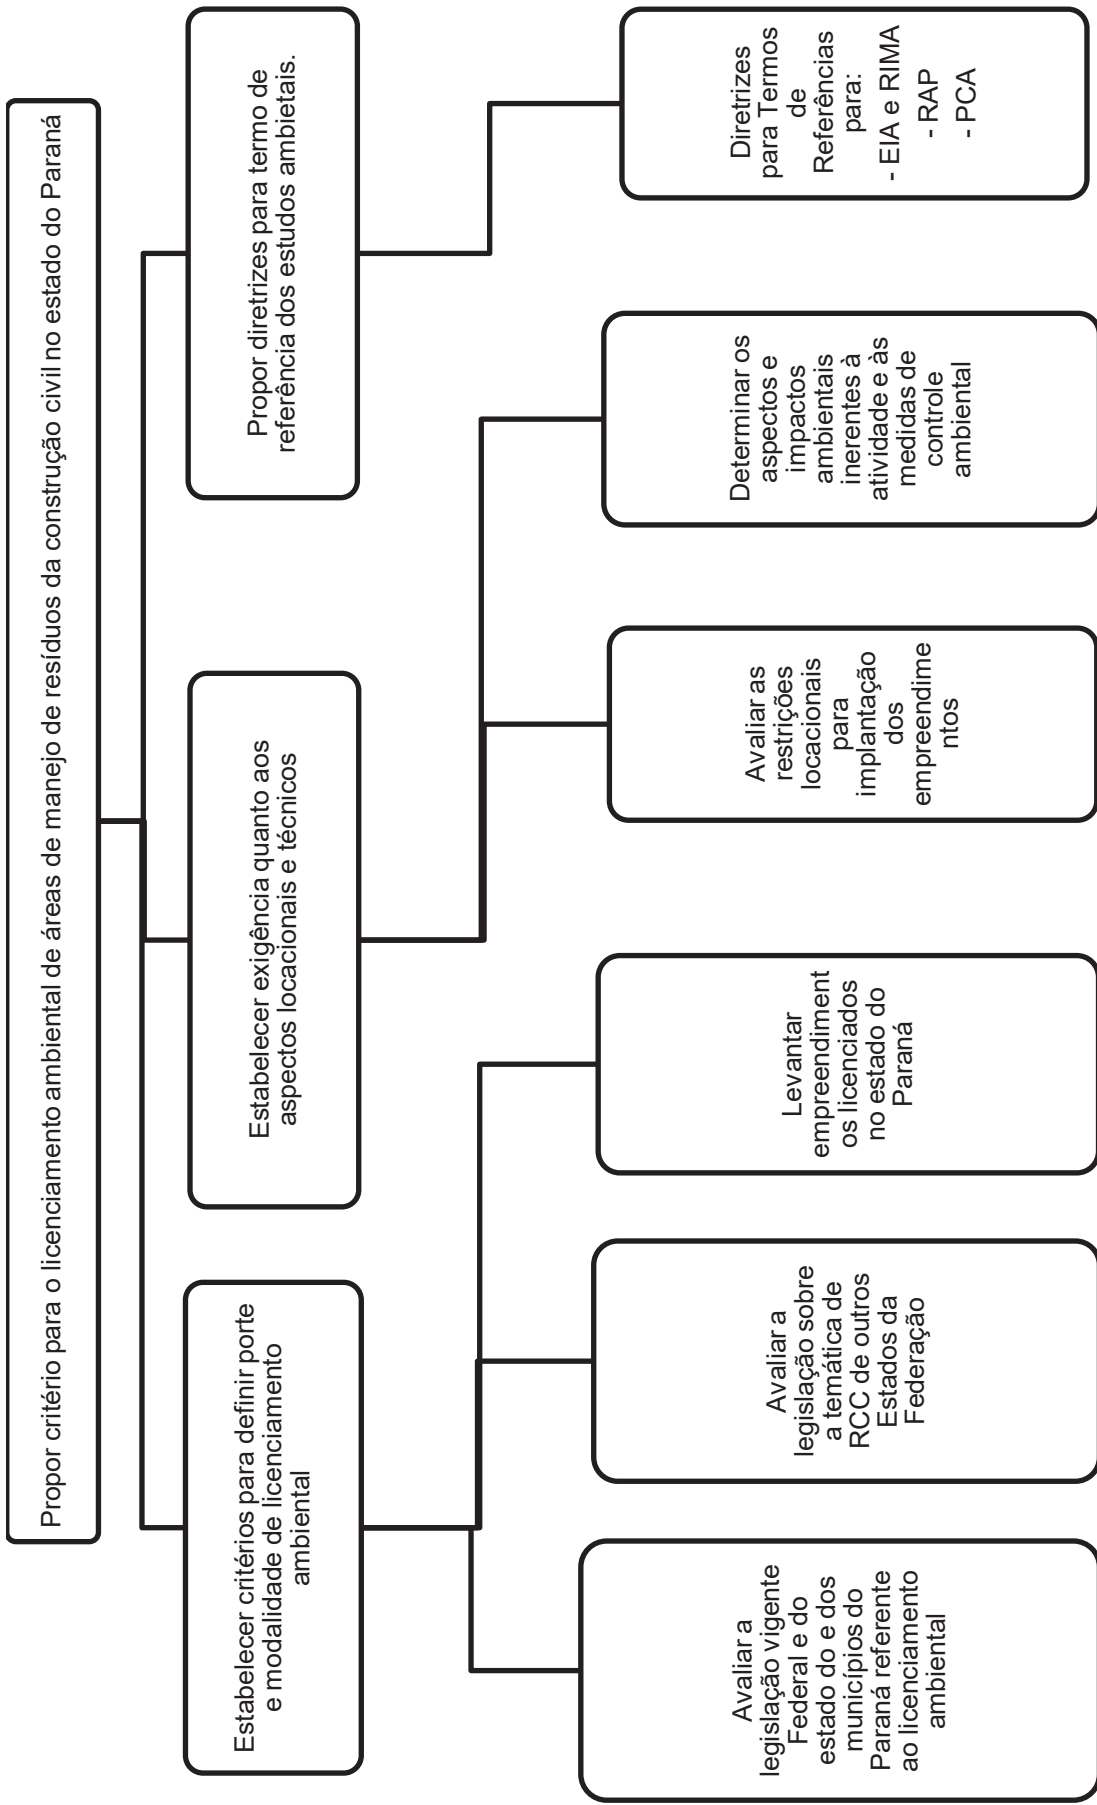 Propor critério para o licenciamento ambiental de áreas de manejo de resíduos da construção civil no estado do Paraná
Estabelecer critérios para definir porte
e modalidade de licenciamento
ambiental
Estabelecer exigência quanto aos
aspectos locacionais e técnicos
Propor diretrizes para termo de
referência dos estudos ambietais.
Avaliar a
legislação vigente
Federal e do
estado do e dos
municípios do
Paraná referente
ao licenciamento
ambiental
Avaliar a
legislação sobre
a temática de
RCC de outros
Estados da
Federação
Levantar
empreendiment
os licenciados
no estado do
Paraná
Avaliar as
restrições
locacionais
para
implantação
dos
empreendime
ntos
Determinar os
aspectos e
impactos
ambientais
inerentes à
atividade e às
medidas de
controle
ambiental
Diretrizes
para Termos
de
Referências
para:
- EIA e RIMA
- RAP
- PCA